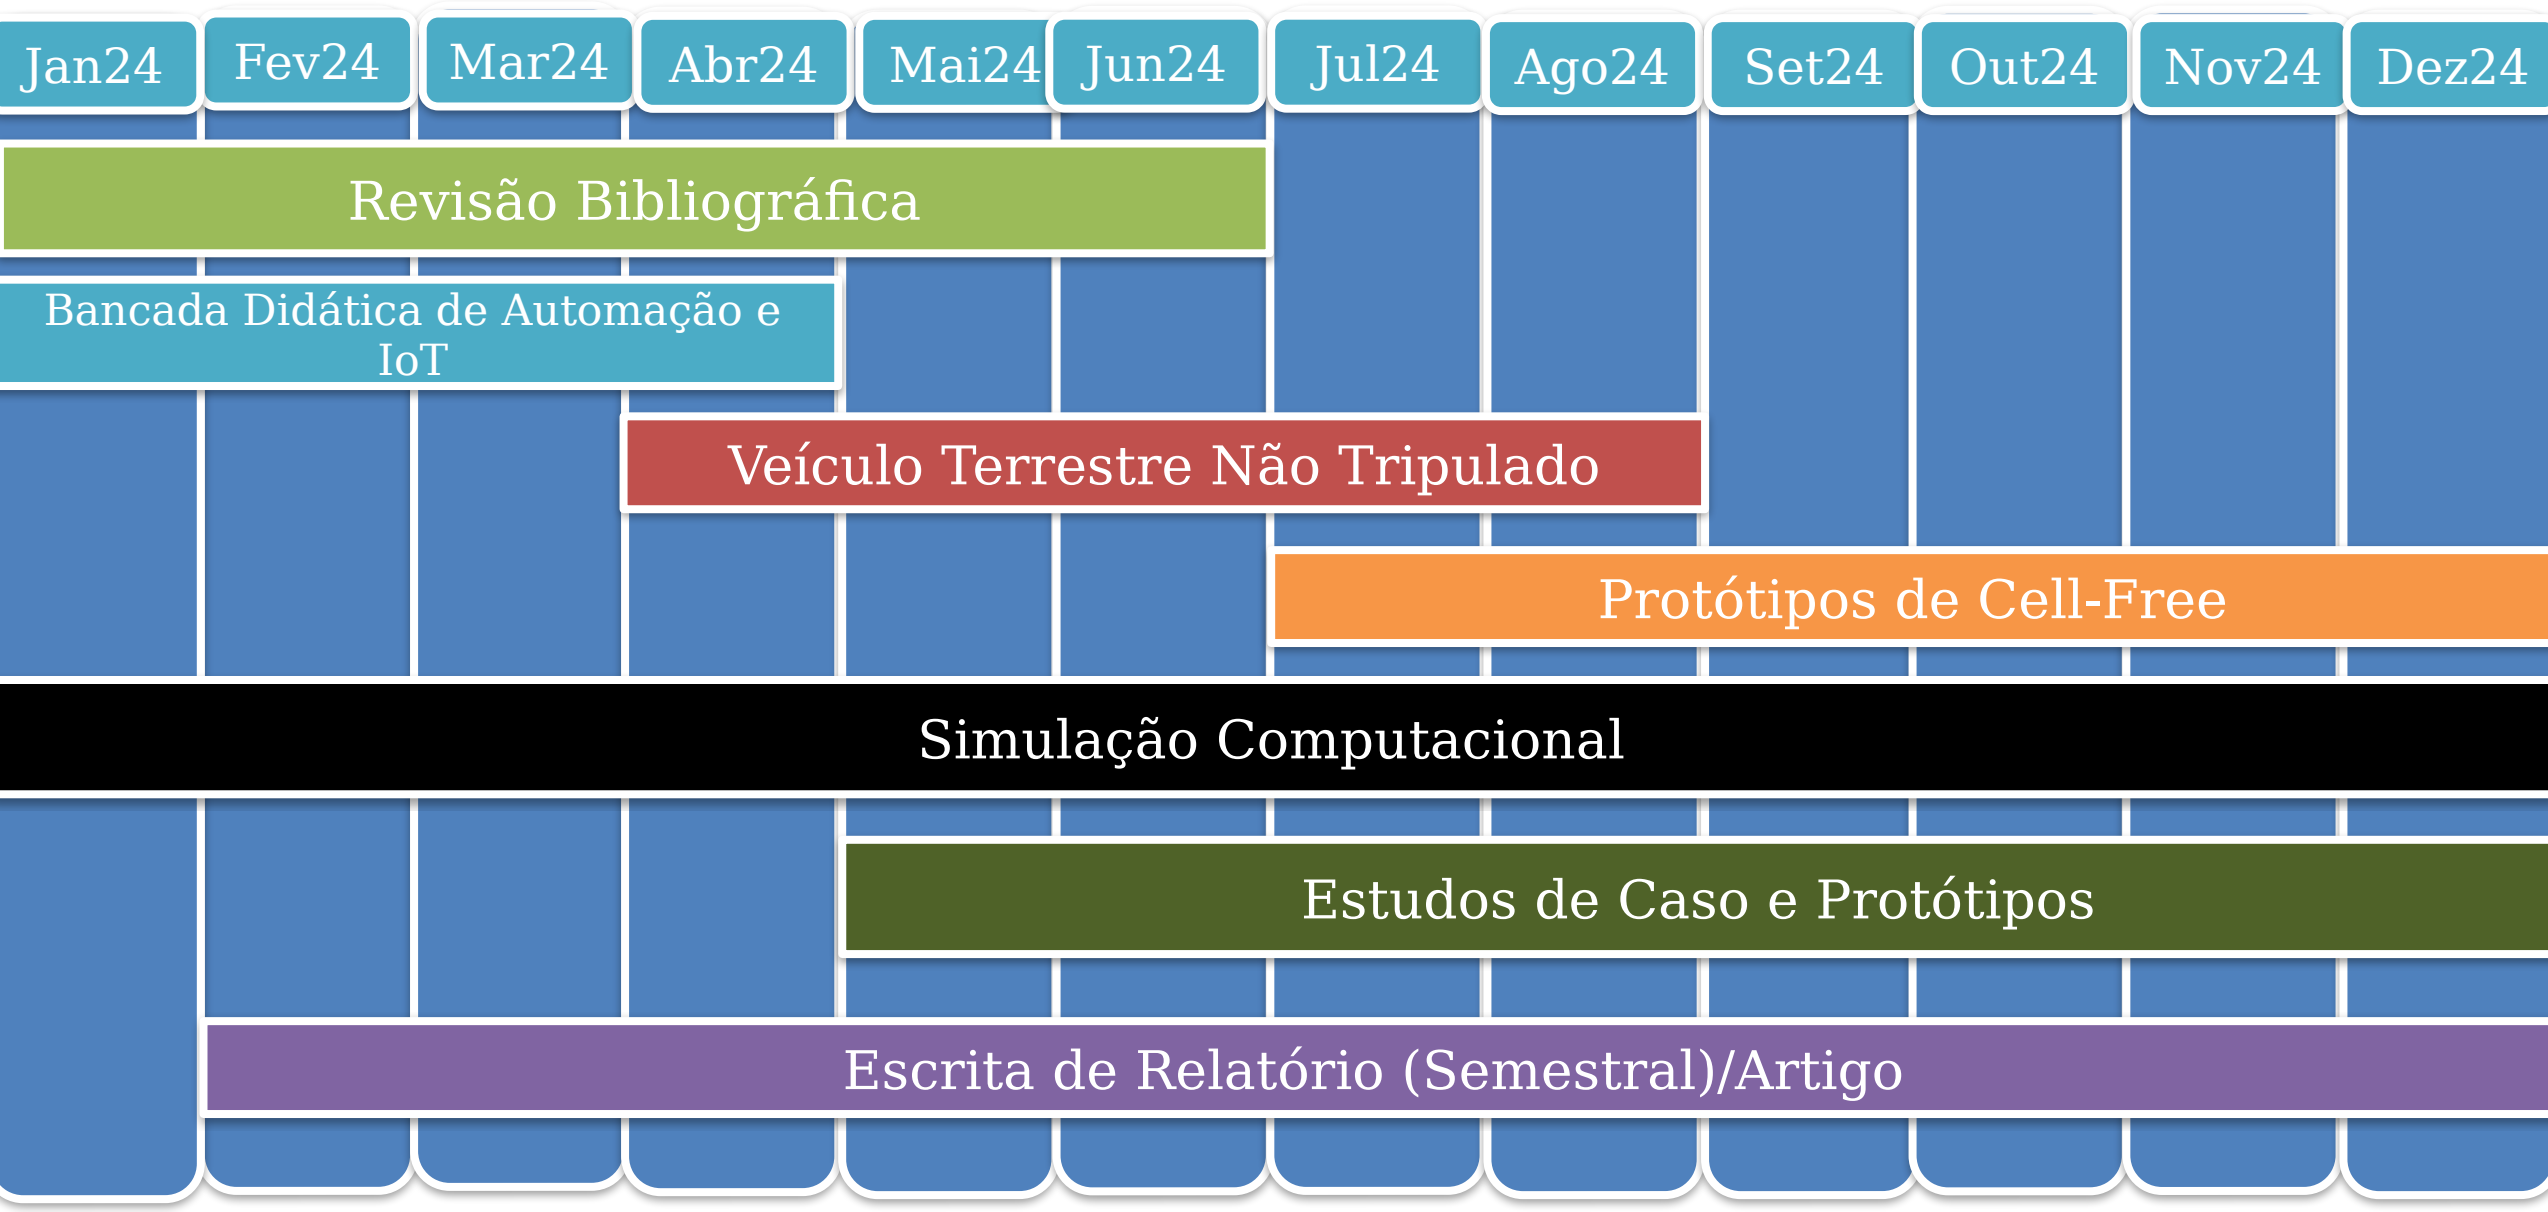 Jan24
Fev24
Mar24
Abr24
Mai24
Jun24
Jul24
Ago24
Set24
Out24
Nov24
Dez24
Revisão Bibliográfica
Bancada Didática de Automação e
IoT
Veículo Terrestre Não Tripulado
Protótipos de Cell-Free
Simulação Computacional
Estudos de Caso e Protótipos
Escrita de Relatório (Semestral)/Artigo